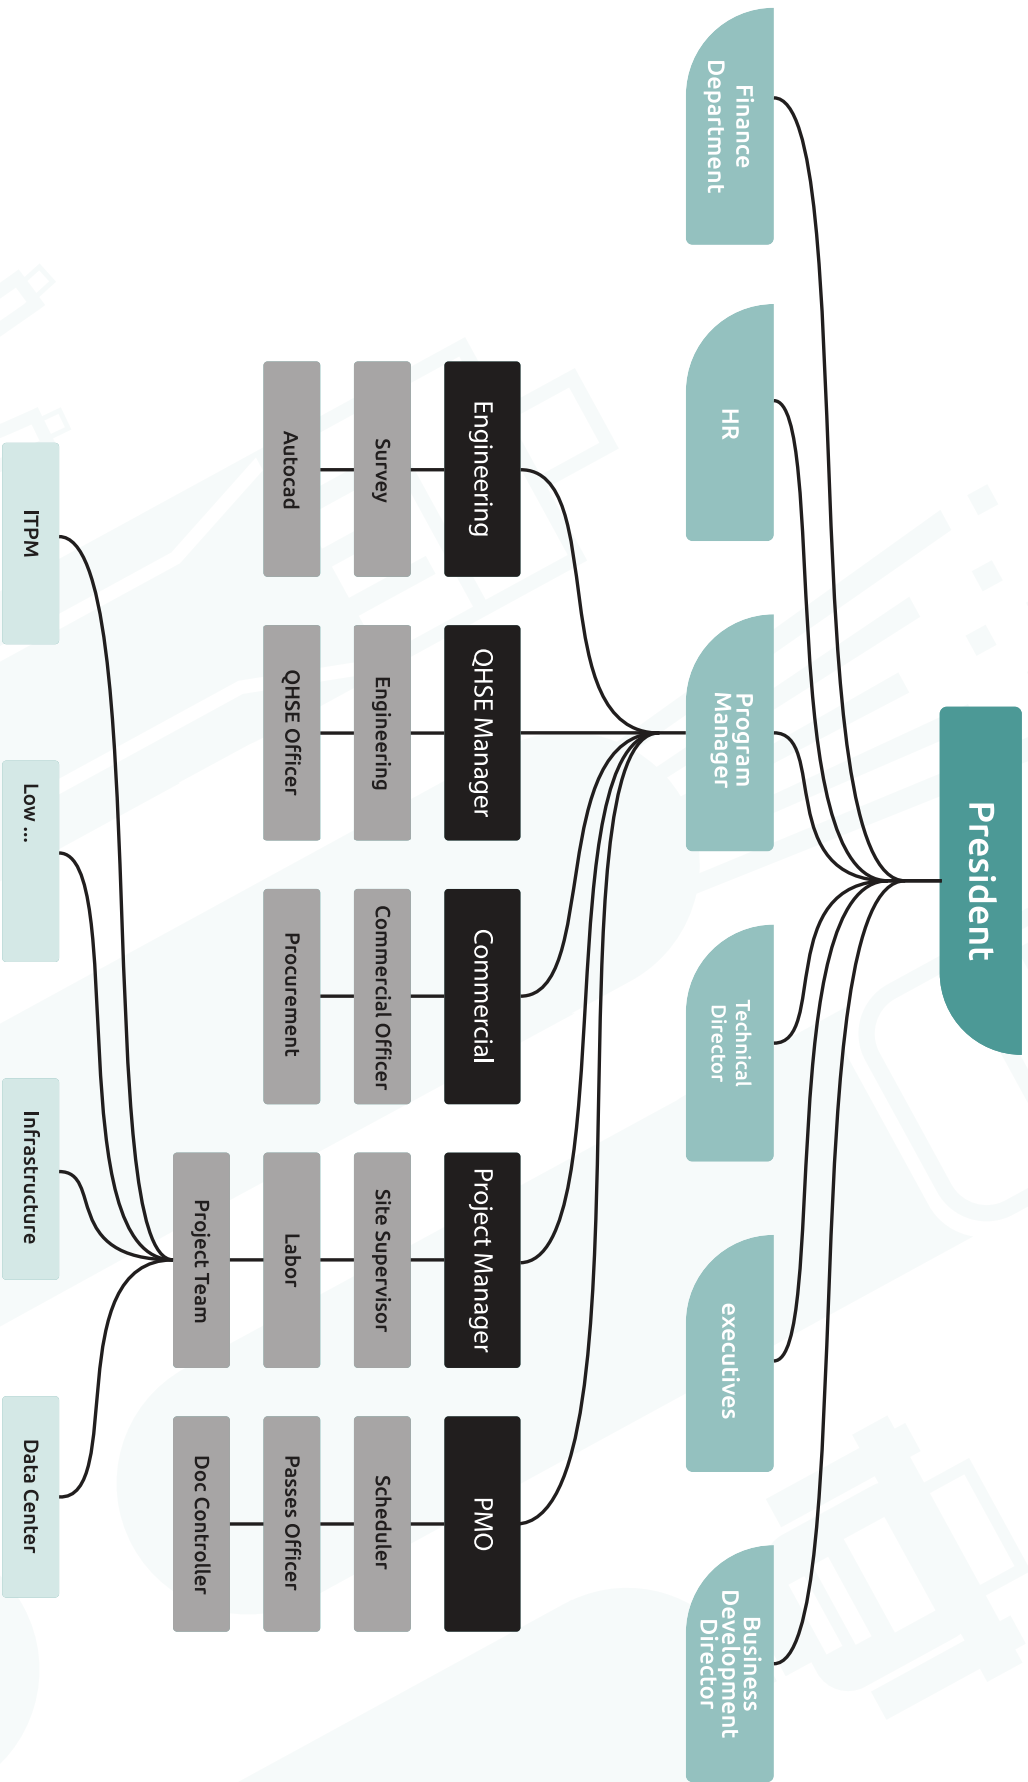 President
Finance
Department
HR
Program
Manager
Technical
Director
executives
Business
Development
Director
Engineering
QHSE Manager
Commercial
Project Manager
PMO
Survey
Engineering
Commercial Officer
Site Supervisor
Scheduler
Autocad
QHSE Officer
Procurement
Labor
Passes Officer
Project Team
Doc Controller
ITPM
Low ...
Infrastructure
Data Center